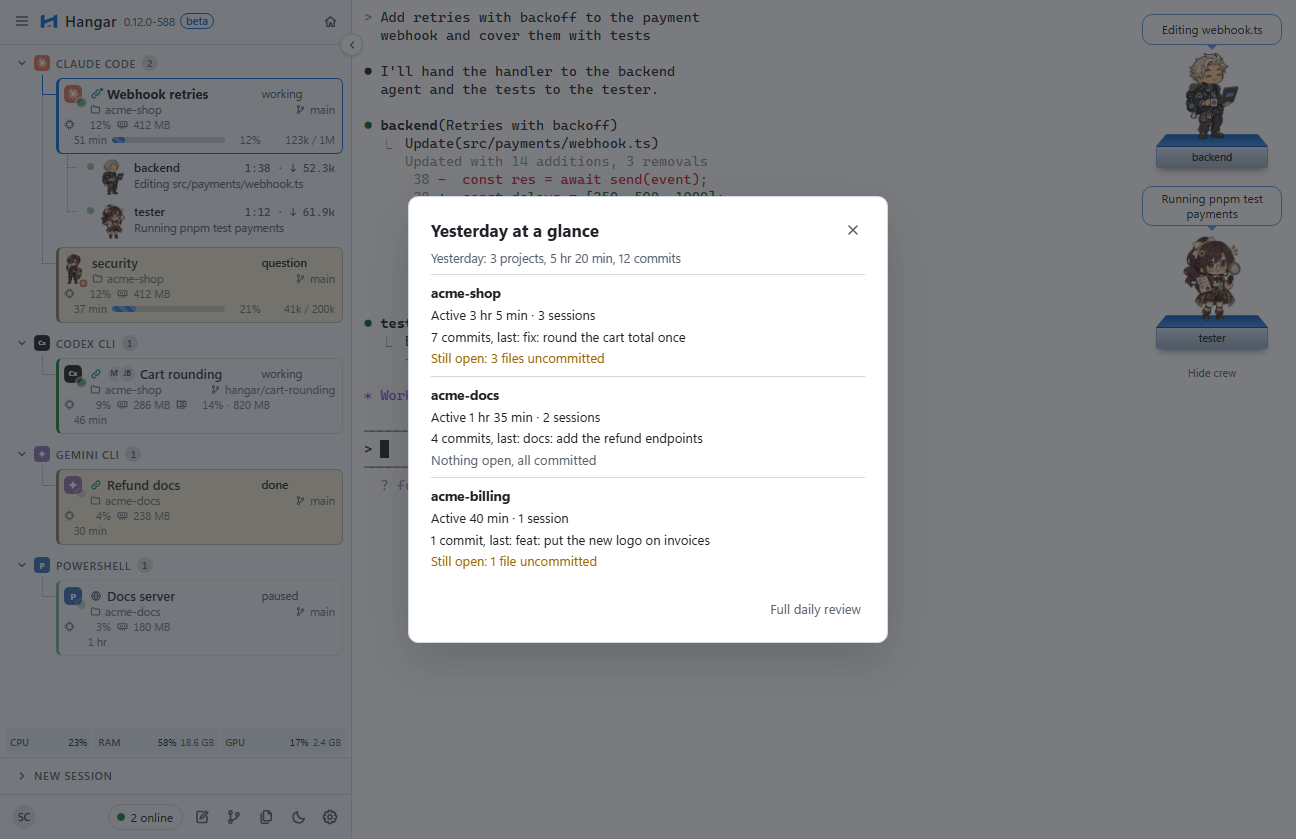 Hangar 0.12.0-588 beta
CLAUDE CODE 2
Webhook retries working
acme-shop main
12% 412 MB
51 min 12% 123k / 1M
backend 1:38 · ↓ 52.3k
Editing src/payments/webhook.ts
tester 1:12 · ↓ 61.9k
Running pnpm test payments
security question
acme-shop main
12% 412 MB
37 min 21% 41k / 200k
CODEX CLI 1
Cx M JB Cart rounding working
acme-shop hangar/cart-rounding
9% 286 MB 14% · 820 MB
46 min
GEMINI CLI 1
Refund docs done
acme-docs main
4% 238 MB
30 min
POWERSHELL 1
P Docs server paused
acme-docs main
3% 180 MB
1 hr
CPU 23% RAM 58% 18.6 GB GPU 17% 2.4 GB
NEW SESSION
SC 2 online
> Add retries with backoff to the payment
webhook and cover them with tests
● I'll hand the handler to the backend
agent and the tests to the tester.
● backend(Retries with backoff)
Update(src/payments/webhook.ts)
Updated with 14 additions, 3 removals
38 − const res = await send(event);
>
?
Yesterday at a glance
Yesterday: 3 projects, 5 hr 20 min, 12 commits
acme-shop
Active 3 hr 5 min · 3 sessions
7 commits, last: fix: round the cart total once
Still open: 3 files uncommitted
acme-docs
Active 1 hr 35 min · 2 sessions
4 commits, last: docs: add the refund endpoints
Nothing open, all committed
acme-billing
Active 40 min · 1 session
1 commit, last: feat: put the new logo on invoices
Still open: 1 file uncommitted
Full daily review
Editing webhook.ts
backend
Running pnpm test
payments
tester
Hide crew